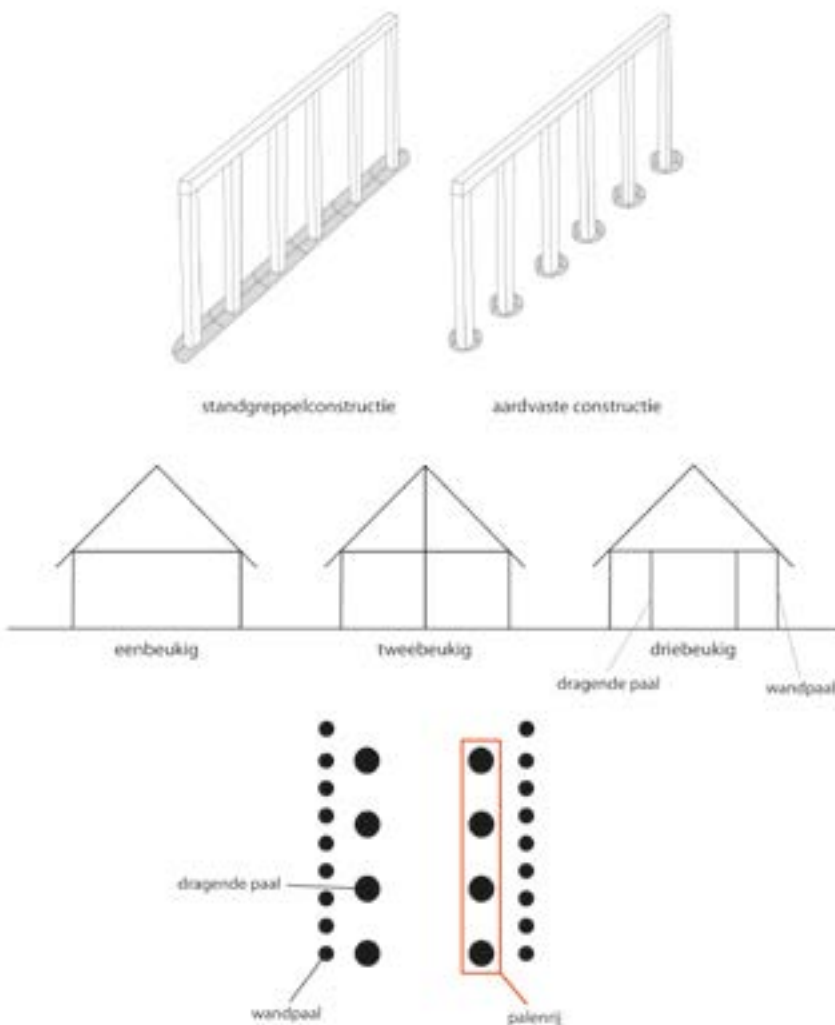 standgreppelconstructie aardvaste constructie
eenbeukig tweebeukig driebeukig
dragende paal wandpaal
dragende paal
wandpaal palenrij